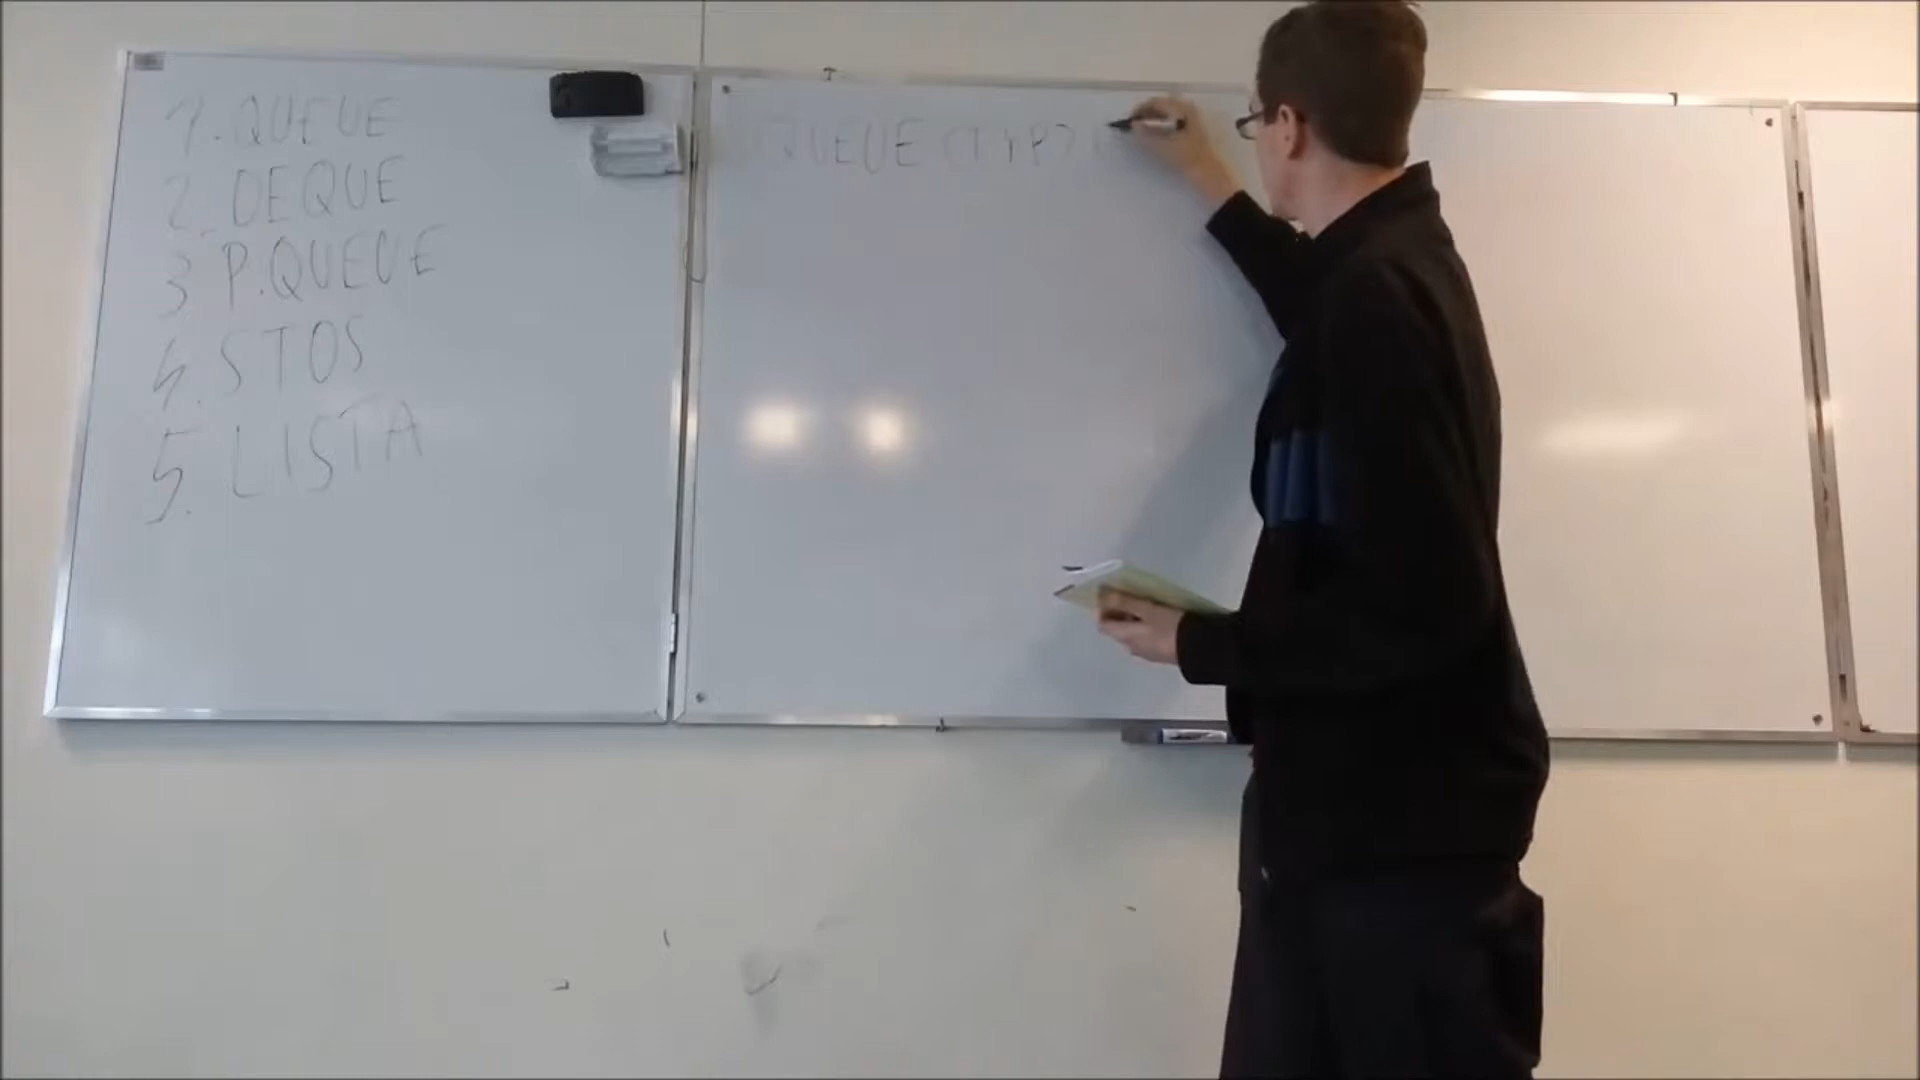 1. QUEUE
2. DEQUE
3 P.QUEUE
4. STOS
5. LISTA
QUEUE <TYP>